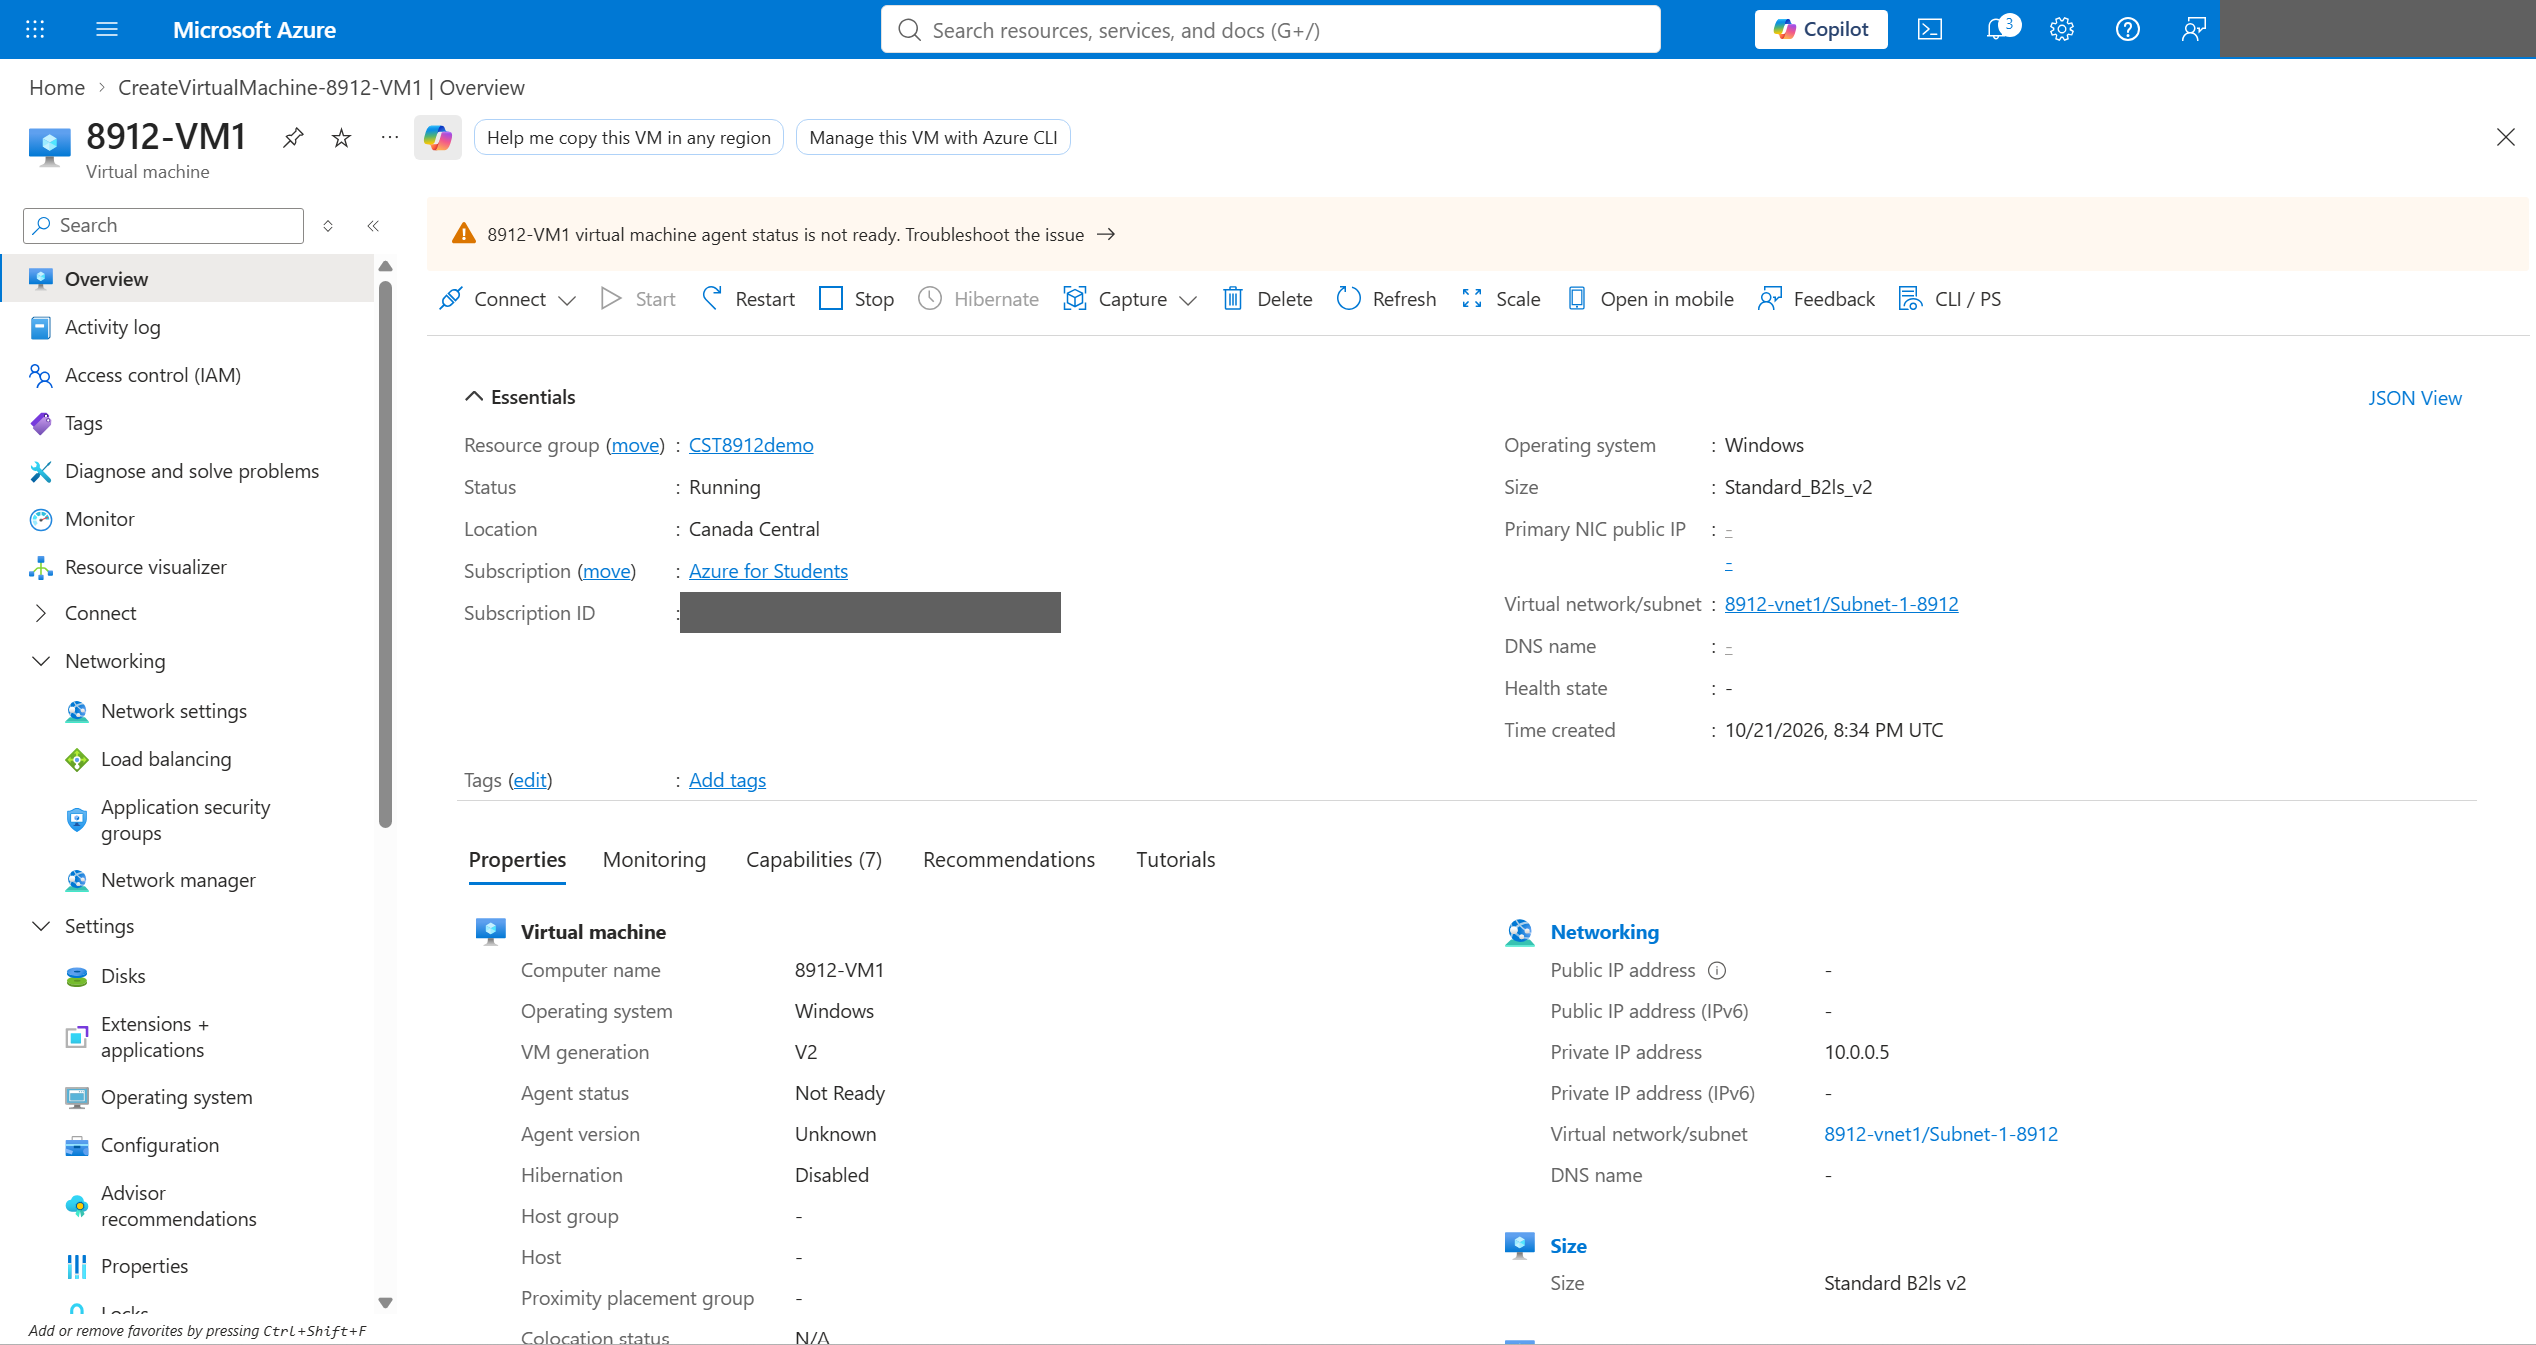 Microsoft Azure
Search resources, services, and docs (G+/)
Copilot
3
Home > CreateVirtualMachine-8912-VM1 | Overview
8912-VM1
Virtual machine
Help me copy this VM in any region
Manage this VM with Azure CLI
Search
8912-VM1 virtual machine agent status is not ready. Troubleshoot the issue →
Connect
Start
Restart
Stop
Hibernate
Capture
Delete
Refresh
Scale
Open in mobile
Feedback
CLI / PS
Overview
Activity log
Access control (IAM)
Tags
Diagnose and solve problems
Monitor
Resource visualizer
Connect
Networking
Network settings
Load balancing
Application security
groups
Network manager
Settings
Disks
Extensions +
applications
Operating system
Configuration
Advisor
recommendations
Properties
Locks
Add or remove favorites by pressing Ctrl+Shift+F
Essentials
JSON View
Resource group (move) : CST8912demo
Status : Running
Location : Canada Central
Subscription (move) : Azure for Students
Subscription ID :
Operating system : Windows
Size : Standard_B2ls_v2
Primary NIC public IP : -
-
Virtual network/subnet : 8912-vnet1/Subnet-1-8912
DNS name : -
Health state : -
Time created : 10/21/2026, 8:34 PM UTC
Tags (edit) : Add tags
Properties
Monitoring
Capabilities (7)
Recommendations
Tutorials
Virtual machine
Computer name 8912-VM1
Operating system Windows
VM generation V2
Agent status Not Ready
Agent version Unknown
Hibernation Disabled
Host group -
Host -
Proximity placement group -
Colocation status N/A
Networking
Public IP address -
Public IP address (IPv6) -
Private IP address 10.0.0.5
Private IP address (IPv6) -
Virtual network/subnet 8912-vnet1/Subnet-1-8912
DNS name -
Size
Size Standard B2ls v2